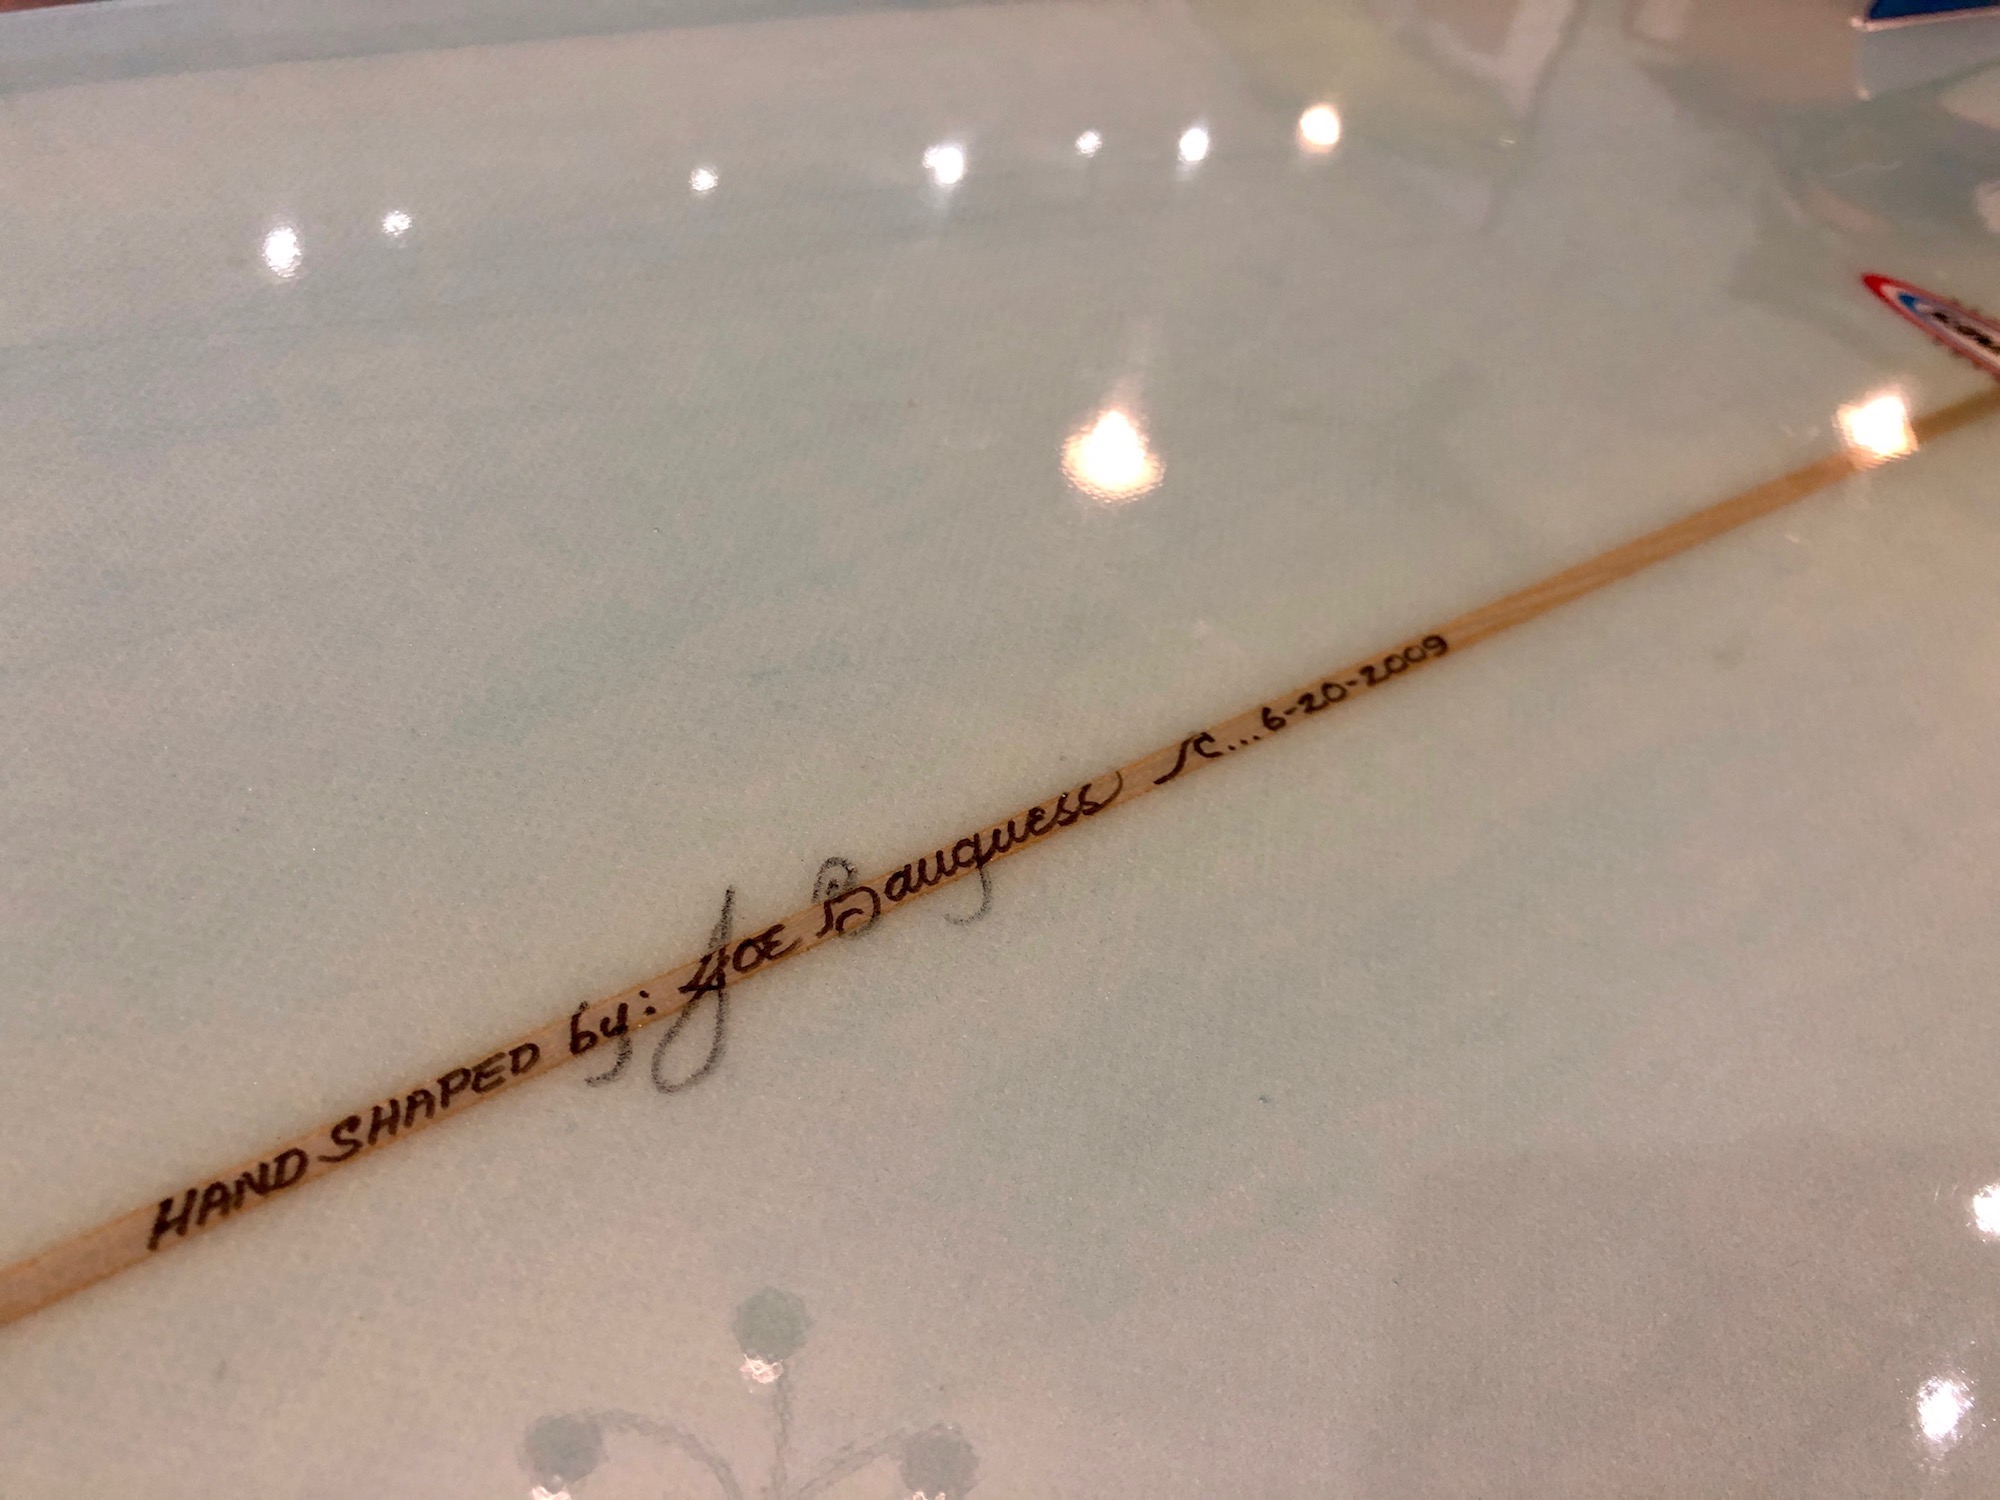 HAND SHAPED by: Joe Bauguess SC... 6-20-2009